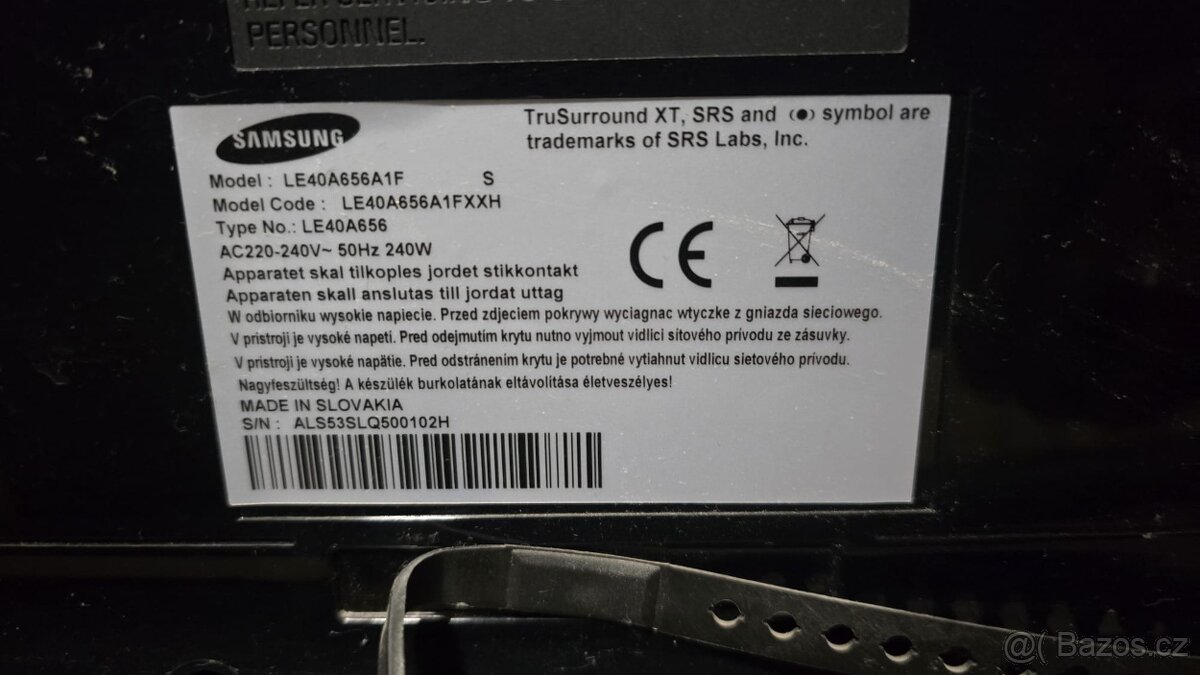 PERSONNEL.
SAMSUNG
TruSurround XT, SRS and (●) symbol are
trademarks of SRS Labs, Inc.
Model : LE40A656A1F S
Model Code : LE40A656A1FXXH
Type No.: LE40A656
AC220-240V~ 50Hz 240W
Apparatet skal tilkoples jordet stikkontakt
Apparaten skall anslutas till jordat uttag
W odbiorniku wysokie napiecie. Przed zdjeciem pokrywy wyciagnac wtyczke z gniazda sieciowego.
V prístroji je vysoké napetí. Pred odejmutím krytu nutno vyjmout vidlici sítového prívodu ze zásuvky.
V prístroji je vysoké napätie. Pred odstránením krytu je potrebné vytiahnut vidlicu sietového prívodu.
Nagyfeszültség! A készülék burkolatának eltávolítása életveszélyes!
MADE IN SLOVAKIA
S/N : ALS53SLQ500102H
CE
@( Bazos.cz